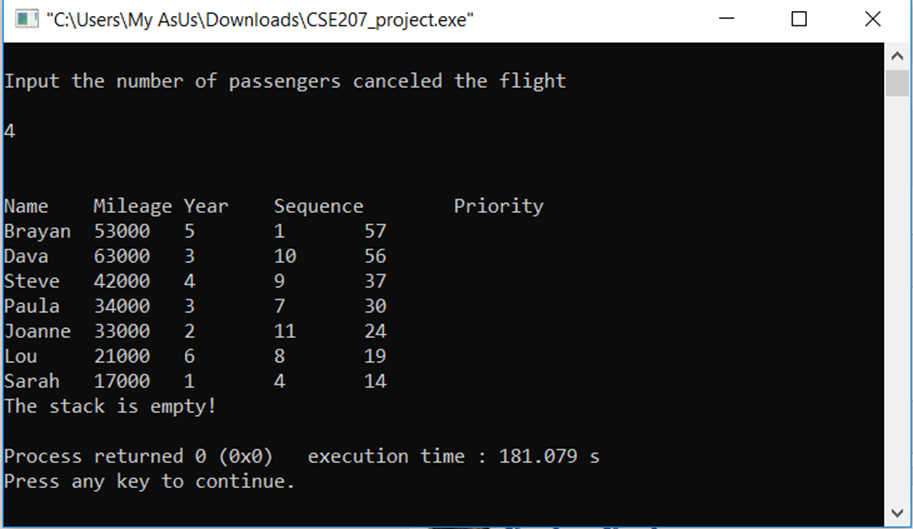 "C:\Users\My AsUs\Downloads\CSE207_project.exe"
Input the number of passengers canceled the flight
4
Name Mileage Year Sequence Priority
Brayan 53000 5 1 57
Dava 63000 3 10 56
Steve 42000 4 9 37
Paula 34000 3 7 30
Joanne 33000 2 11 24
Lou 21000 6 8 19
Sarah 17000 1 4 14
The stack is empty!
Process returned 0 (0x0) execution time : 181.079 s
Press any key to continue.